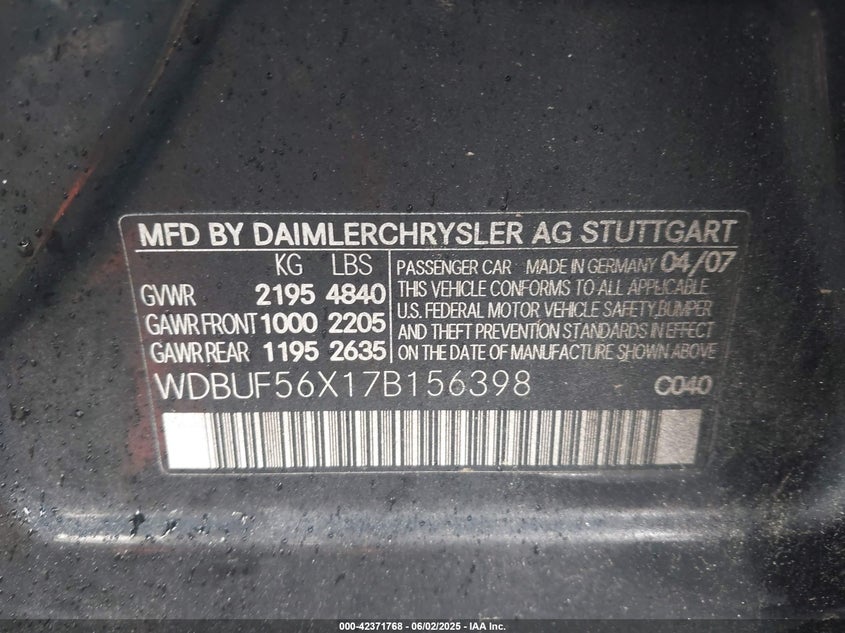 MFD BY DAIMLERCHRYSLER AG STUTTGART
KG LBS
GVWR 2195 4840
GAWR FRONT 1000 2205
GAWR REAR 1195 2635
PASSENGER CAR MADE IN GERMANY 04/07
THIS VEHICLE CONFORMS TO ALL APPLICABLE
U.S. FEDERAL MOTOR VEHICLE SAFETY,BUMPER
AND THEFT PREVENTION STANDARDS IN EFFECT
ON THE DATE OF MANUFACTURE SHOWN ABOVE
WDBUF56X17B156398 C040
000-42371768 - 06/02/2025 - IAA Inc.